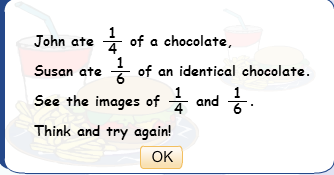 John ate 1/4 of a chocolate,
Susan ate 1/6 of an identical chocolate.
See the images of 1/4 and 1/6.
Think and try again!
OK